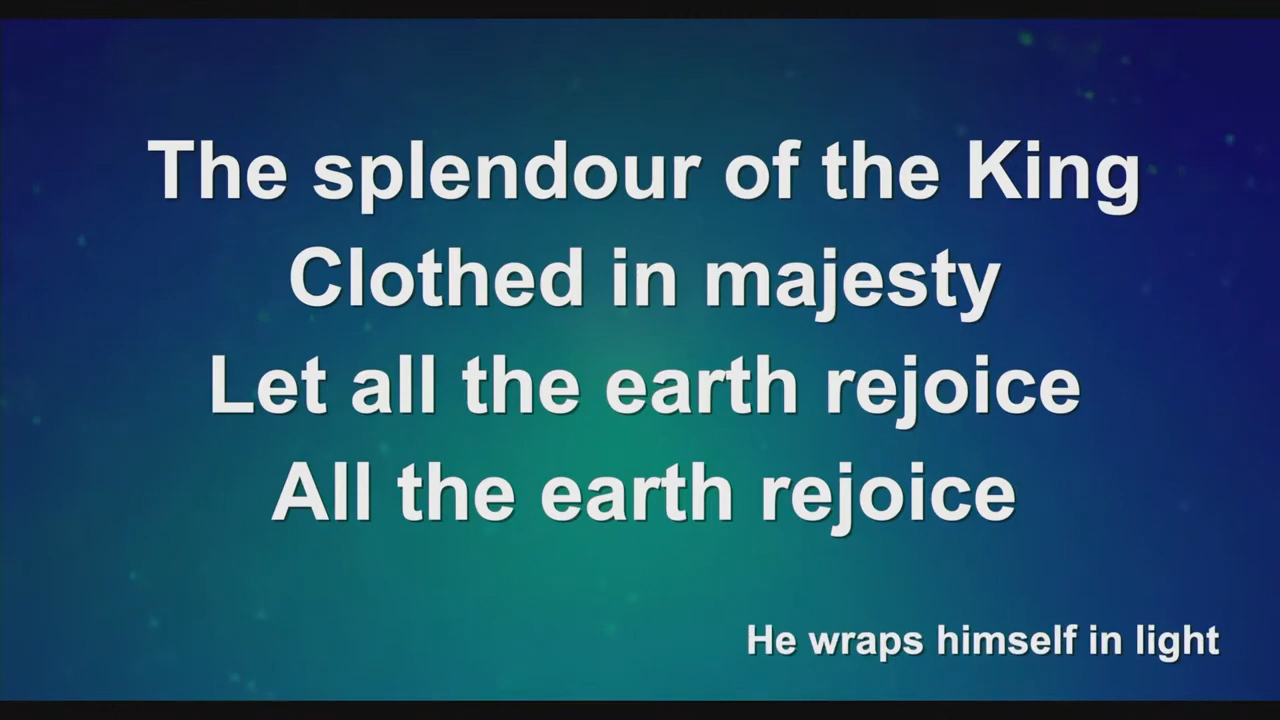 The splendour of the King
Clothed in majesty
Let all the earth rejoice
All the earth rejoice
He wraps himself in light